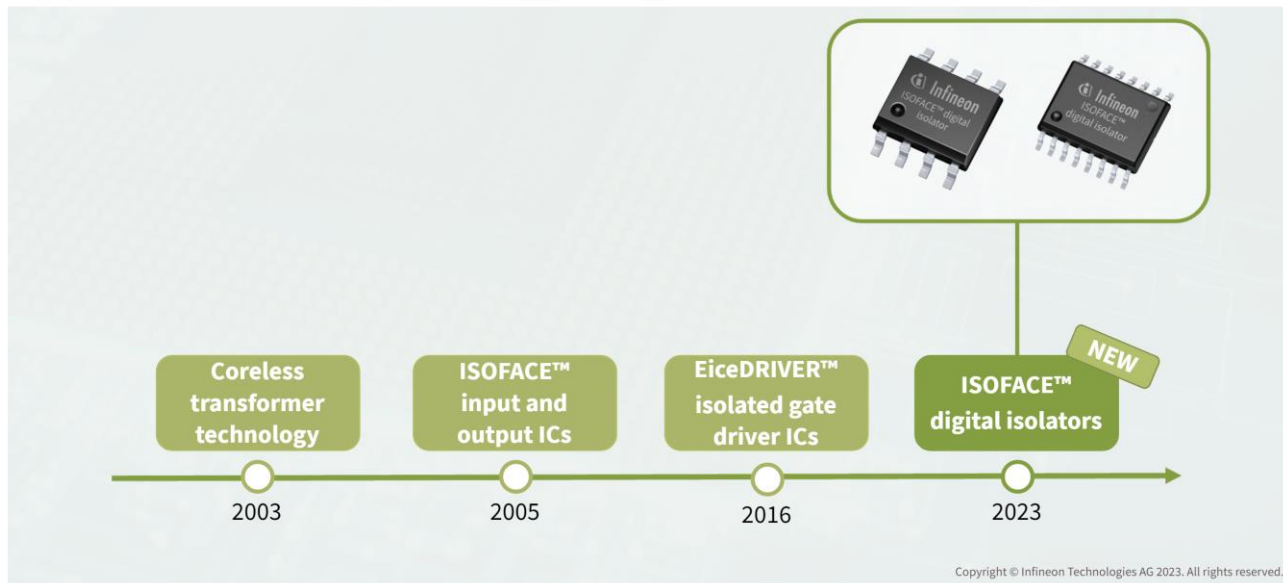 Infineon
ISOFACE™ digital
isolator
Infineon
ISOFACE™
digital isolator
Coreless
transformer
technology
ISOFACE™
input and
output ICs
EiceDRIVER™
isolated gate
driver ICs
NEW
ISOFACE™
digital isolators
2003
2005
2016
2023
Copyright © Infineon Technologies AG 2023. All rights reserved.